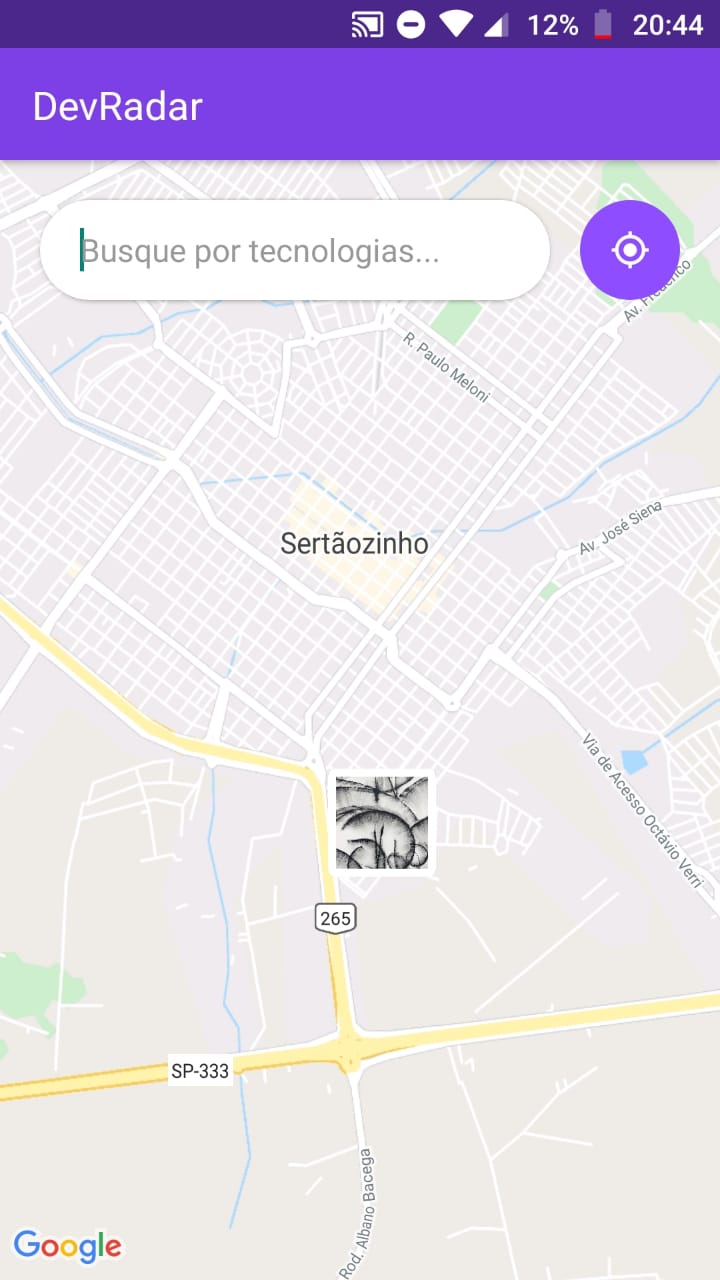 12% 20:44
DevRadar
Busque por tecnologias...
Av. Frederico
R. Paulo Meloni
Av. José Siena
Sertãozinho
Via de Acesso Octávio Verri
265
SP-333
Rod. Albano Bacega
Google